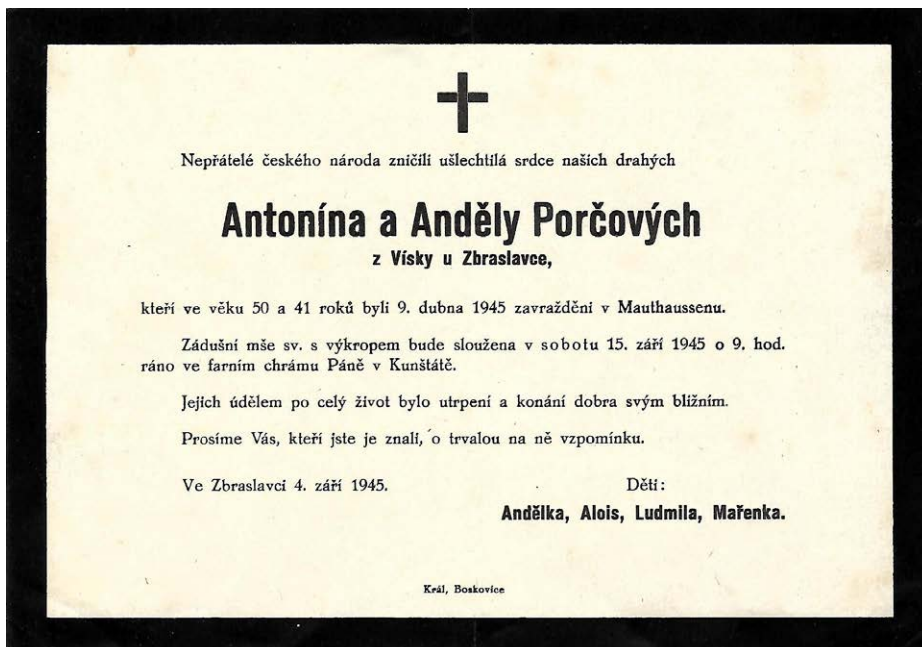 Nepřátelé českého národa zničili ušlechtilá srdce našich drahých
Antonína a Anděly Porčových
z Vísky u Zbraslavce,
kteří ve věku 50 a 41 roků byli 9. dubna 1945 zavražděni v Mauthaussenu.
Zádušní mše sv. s výkropem bude sloužena v sobotu 15. září 1945 o 9. hod.
ráno ve farním chrámu Páně v Kunštátě.
Jejich údělem po celý život bylo utrpení a konání dobra svým bližním.
Prosíme Vás, kteří jste je znali, o trvalou na ně vzpomínku.
Ve Zbraslavci 4. září 1945. Děti:
Andělka, Alois, Ludmila, Mařenka.
Král, Boskovice